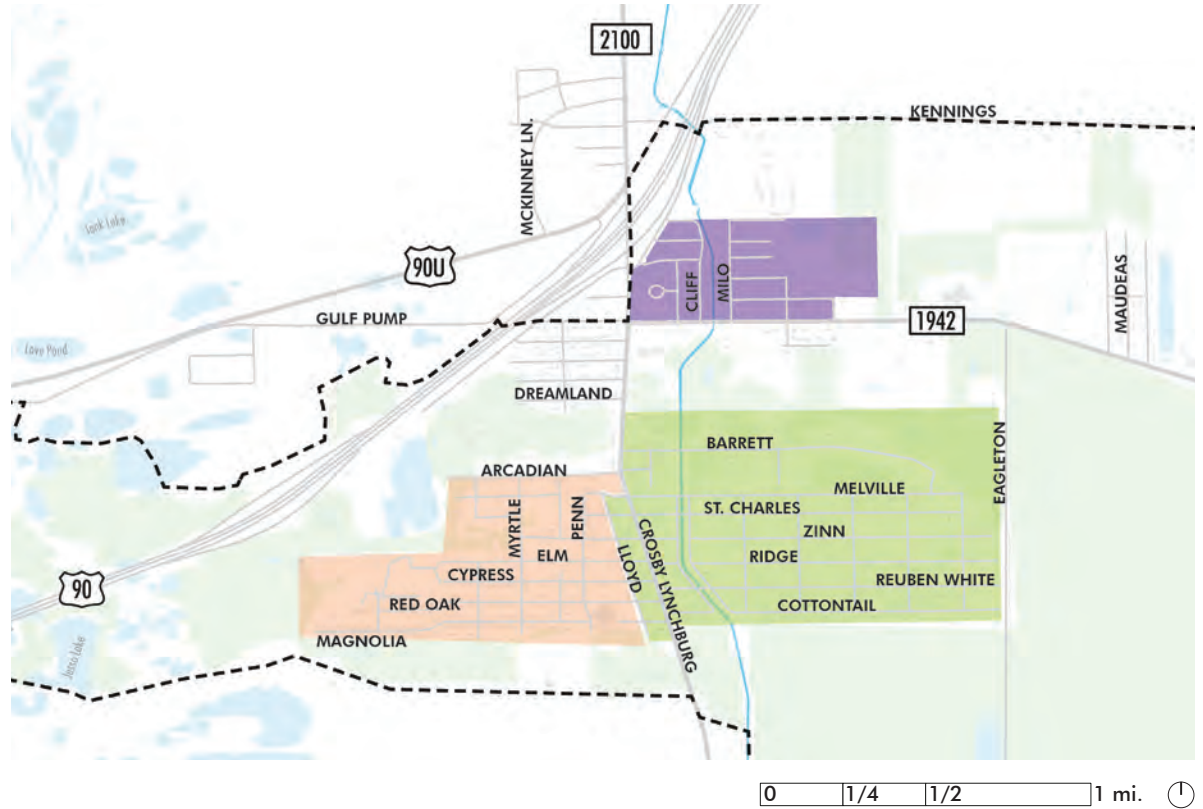 2100
KENNINGS
MCKINNEY LN.
Tank Lake
90U
CLIFF
MILO
MAUDEAS
GULF PUMP
1942
Love Pond
DREAMLAND
BARRETT
EAGLETON
ARCADIAN
MELVILLE
MYRTLE
PENN
ST. CHARLES
CROSBY LYNCHBURG
ZINN
ELM
LLOYD
RIDGE
CYPRESS
REUBEN WHITE
90
RED OAK
COTTONTAIL
MAGNOLIA
0 1/4 1/2 1 mi.